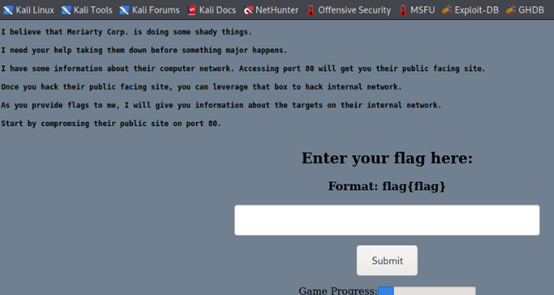 Kali Linux Kali Tools Kali Forums Kali Docs NetHunter Offensive Security MSFU Exploit-DB GHDB
I believe that Moriarty Corp. is doing some shady things.
I need your help taking them down before something major happens.
I have some information about their computer network. Accessing port 80 will get you their public facing site.
Once you hack their public facing site, you can leverage that box to hack internal network.
As you provide flags to me, I will give you information about the targets on their internal network.
Start by compromsing their public site on port 80.
Enter your flag here:
Format: flag{flag}
Submit
Game Progress: